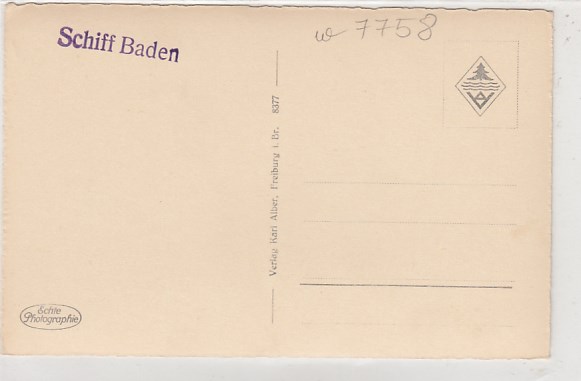 Schiff Baden
w 7758
Verlag Karl Alber, Freiburg i. Br. 8377
Echte
Photographie